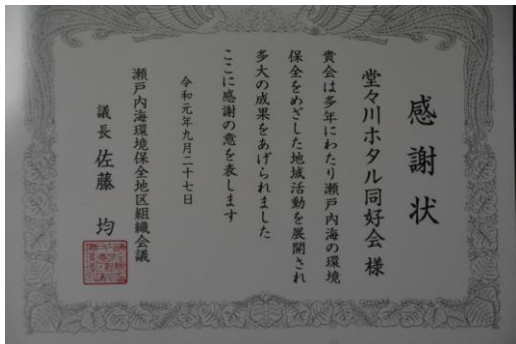 感謝状
堂々川ホタル同好会 様
貴会は多年にわたり瀬戸内海の環境
保全をめざした地域活動を展開され
多大の成果をあげられました
ここに感謝の意を表します
令和元年九月二十七日
瀬戸内海環境保全地区組織会議
議長 佐藤 均